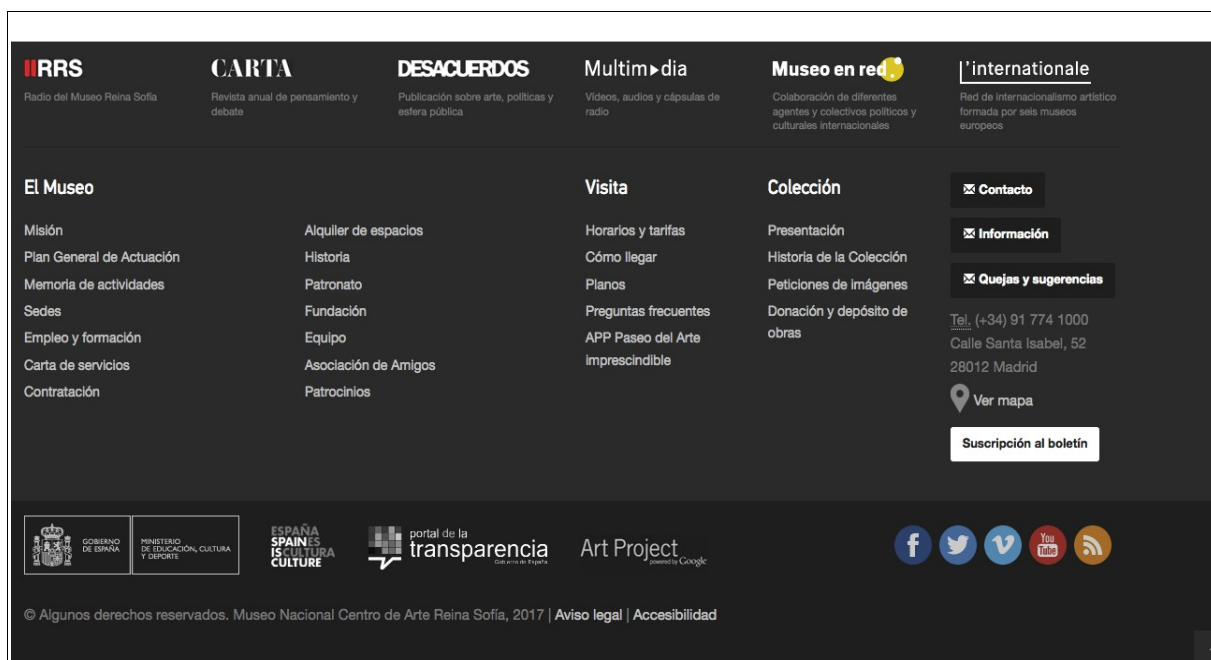 RRS
Radio del Museo Reina Sofía
CARTA
Revista anual de pensamiento y
debate
DESACUERDOS
Publicación sobre arte, políticas y
esfera pública
Multimedia
Vídeos, audios y cápsulas de
radio
Museo en red
Colaboración de diferentes
agentes y colectivos políticos y
culturales internacionales
l'internationale
Red de internacionalismo artístico
formada por seis museos
europeos
El Museo
Misión
Plan General de Actuación
Memoria de actividades
Sedes
Empleo y formación
Carta de servicios
Contratación
Alquiler de espacios
Historia
Patronato
Fundación
Equipo
Asociación de Amigos
Patrocinios
Visita
Horarios y tarifas
Cómo llegar
Planos
Preguntas frecuentes
APP Paseo del Arte
imprescindible
Colección
Presentación
Historia de la Colección
Peticiones de imágenes
Donación y depósito de
obras
Contacto
Información
Quejas y sugerencias
Tel. (+34) 91 774 1000
Calle Santa Isabel, 52
28012 Madrid
Ver mapa
Suscripción al boletín
GOBIERNO
DE ESPAÑA
MINISTERIO
DE EDUCACIÓN, CULTURA
Y DEPORTE
ESPAÑA
SPAINES
ISCULTURA
CULTURE
portal de la
transparencia
Gobierno de España
Art Project
powered by Google
f
You
Tube
© Algunos derechos reservados. Museo Nacional Centro de Arte Reina Sofía, 2017 | Aviso legal | Accesibilidad